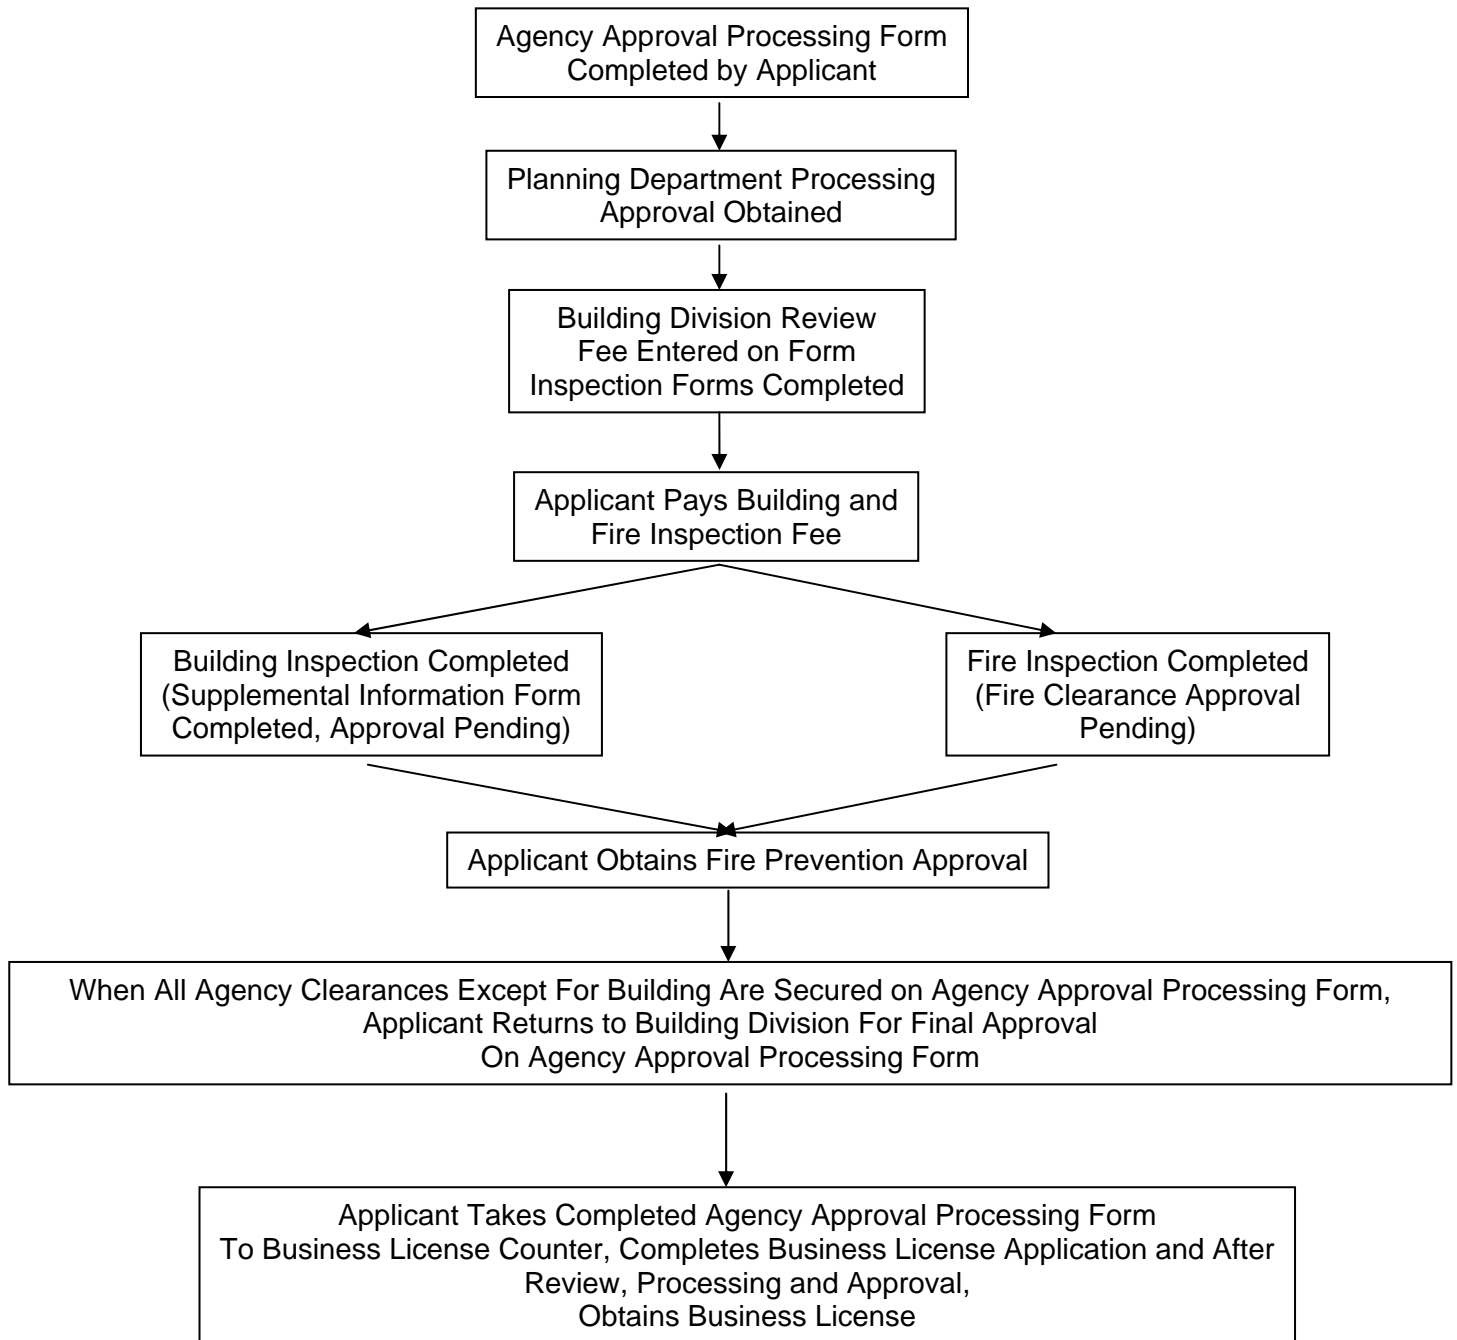 Agency Approval Processing Form
Completed by Applicant
Planning Department Processing
Approval Obtained
Building Division Review
Fee Entered on Form
Inspection Forms Completed
Applicant Pays Building and
Fire Inspection Fee
Building Inspection Completed
(Supplemental Information Form
Completed, Approval Pending)
Fire Inspection Completed
(Fire Clearance Approval
Pending)
Applicant Obtains Fire Prevention Approval
When All Agency Clearances Except For Building Are Secured on Agency Approval Processing Form,
Applicant Returns to Building Division For Final Approval
On Agency Approval Processing Form
Applicant Takes Completed Agency Approval Processing Form
To Business License Counter, Completes Business License Application and After
Review, Processing and Approval,
Obtains Business License